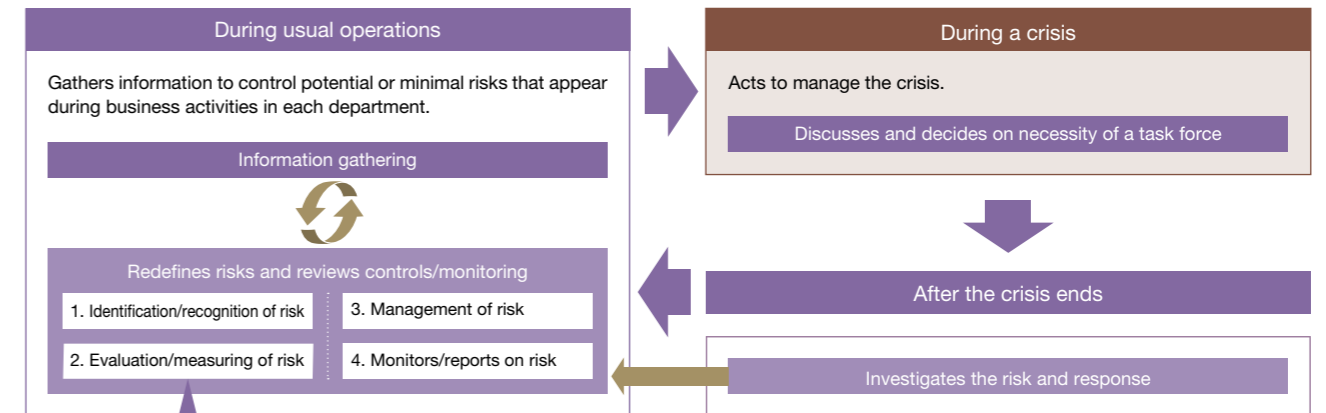 During usual operations
Gathers information to control potential or minimal risks that appear
during business activities in each department.
Information gathering
Redefines risks and reviews controls/monitoring
1. Identification/recognition of risk
2. Evaluation/measuring of risk
3. Management of risk
4. Monitors/reports on risk
During a crisis
Acts to manage the crisis.
Discusses and decides on necessity of a task force
After the crisis ends
Investigates the risk and response